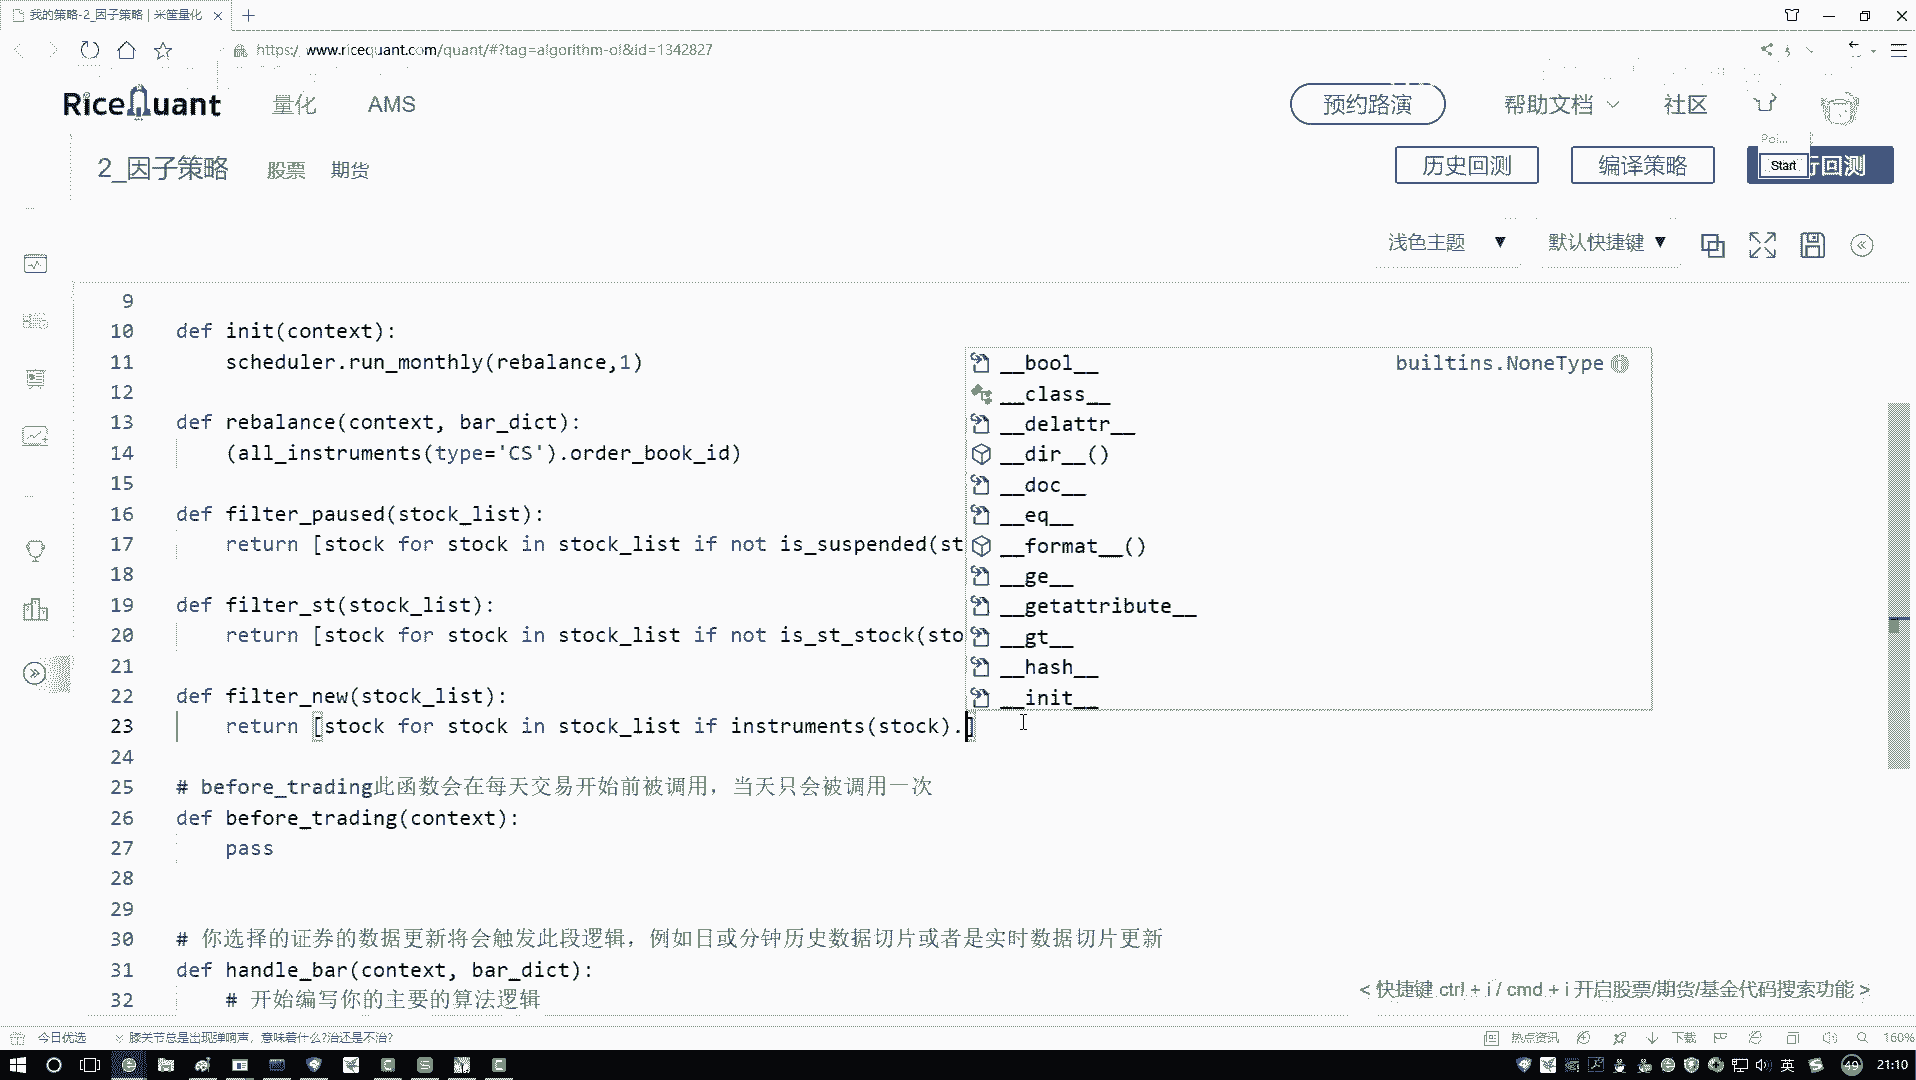 我的策略-2_因子策略 | 米筐量化
https://www.ricequant.com/quant/#?tag=algorithm-ol&id=1342827
RiceQuant 量化 AMS 预约路演 帮助文档 社区
Poi...
2_因子策略 股票 期货 历史回测 编译策略 Start 行回测
浅色主题 ▼ 默认快捷键 ▼
9
10 def init(context):
11 scheduler.run_monthly(rebalance,1)
12
13 def rebalance(context, bar_dict):
14 (all_instruments(type='CS').order_book_id)
15
16 def filter_paused(stock_list):
17 return [stock for stock in stock_list if not is_suspended(st
18
19 def filter_st(stock_list):
20 return [stock for stock in stock_list if not is_st_stock(sto
21
22 def filter_new(stock_list):
23 return [stock for stock in stock_list if instruments(stock).]
24
25 # before_trading此函数会在每天交易开始前被调用，当天只会被调用一次
26 def before_trading(context):
27 pass
28
29
30 # 你选择的证券的数据更新将会触发此段逻辑，例如日或分钟历史数据切片或者是实时数据切片更新
31 def handle_bar(context, bar_dict):
32 # 开始编写你的主要的算法逻辑
__bool__ builtins.NoneType
__class__
__delattr__
__dir__()
__doc__
__eq__
__format__()
__ge__
__getattribute__
__gt__
__hash__
__init__
< 快捷键 ctrl + i / cmd + i 开启股票/期货/基金代码搜索功能 >
今日优选 膝关节总是出现弹响声，意味着什么?治还是不治? 热点资讯 下载 160%
英 49 21:10